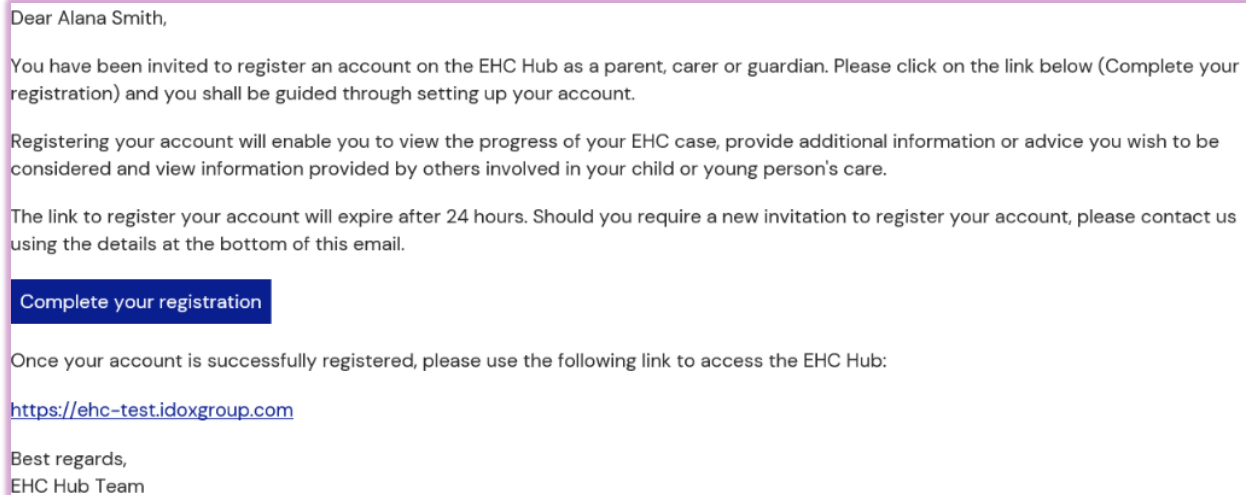 Dear Alana Smith,
You have been invited to register an account on the EHC Hub as a parent, carer or guardian. Please click on the link below (Complete your
registration) and you shall be guided through setting up your account.
Registering your account will enable you to view the progress of your EHC case, provide additional information or advice you wish to be
considered and view information provided by others involved in your child or young person's care.
The link to register your account will expire after 24 hours. Should you require a new invitation to register your account, please contact us
using the details at the bottom of this email.
Complete your registration
Once your account is successfully registered, please use the following link to access the EHC Hub:
https://ehc-test.idoxgroup.com
Best regards,
EHC Hub Team